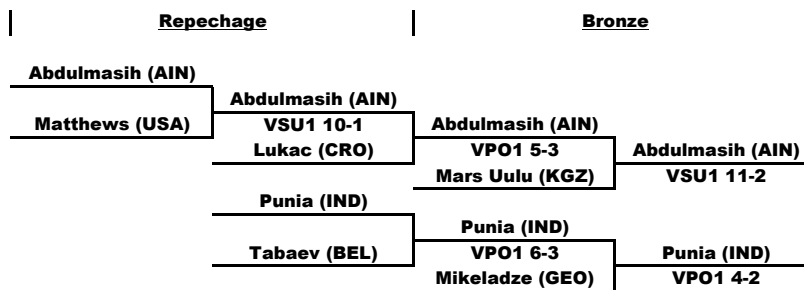 Repechage
Bronze
Abdulmasih (AIN)
Matthews (USA)
Abdulmasih (AIN)
VSU1 10-1
Lukac (CRO)
Abdulmasih (AIN)
VPO1 5-3
Mars Uulu (KGZ)
Abdulmasih (AIN)
VSU1 11-2
Punia (IND)
Tabaev (BEL)
Punia (IND)
VPO1 6-3
Mikeladze (GEO)
Punia (IND)
VPO1 4-2